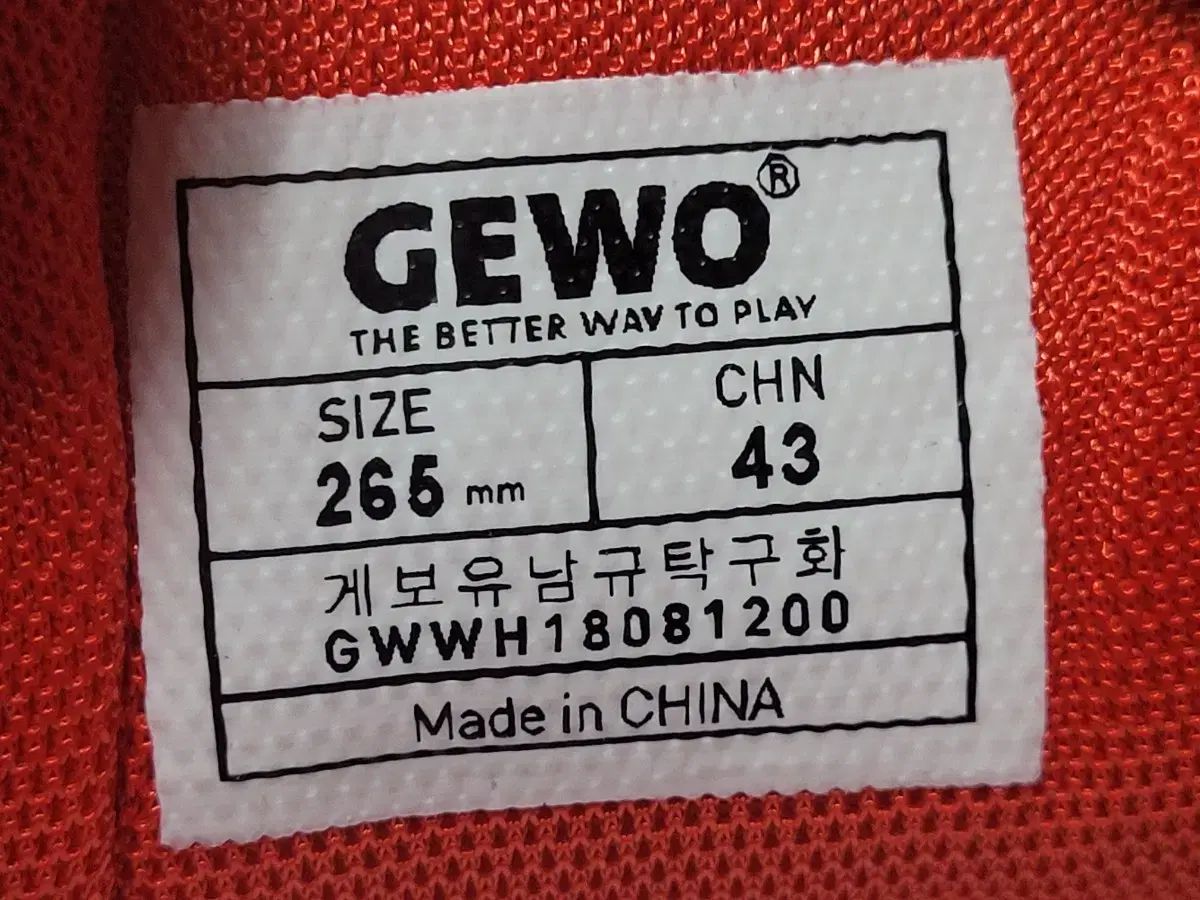 GEWO®
THE BETTER WAY TO PLAY
SIZE
265 mm
CHN
43
게보유남규탁구화
GWWH18081200
Made in CHINA